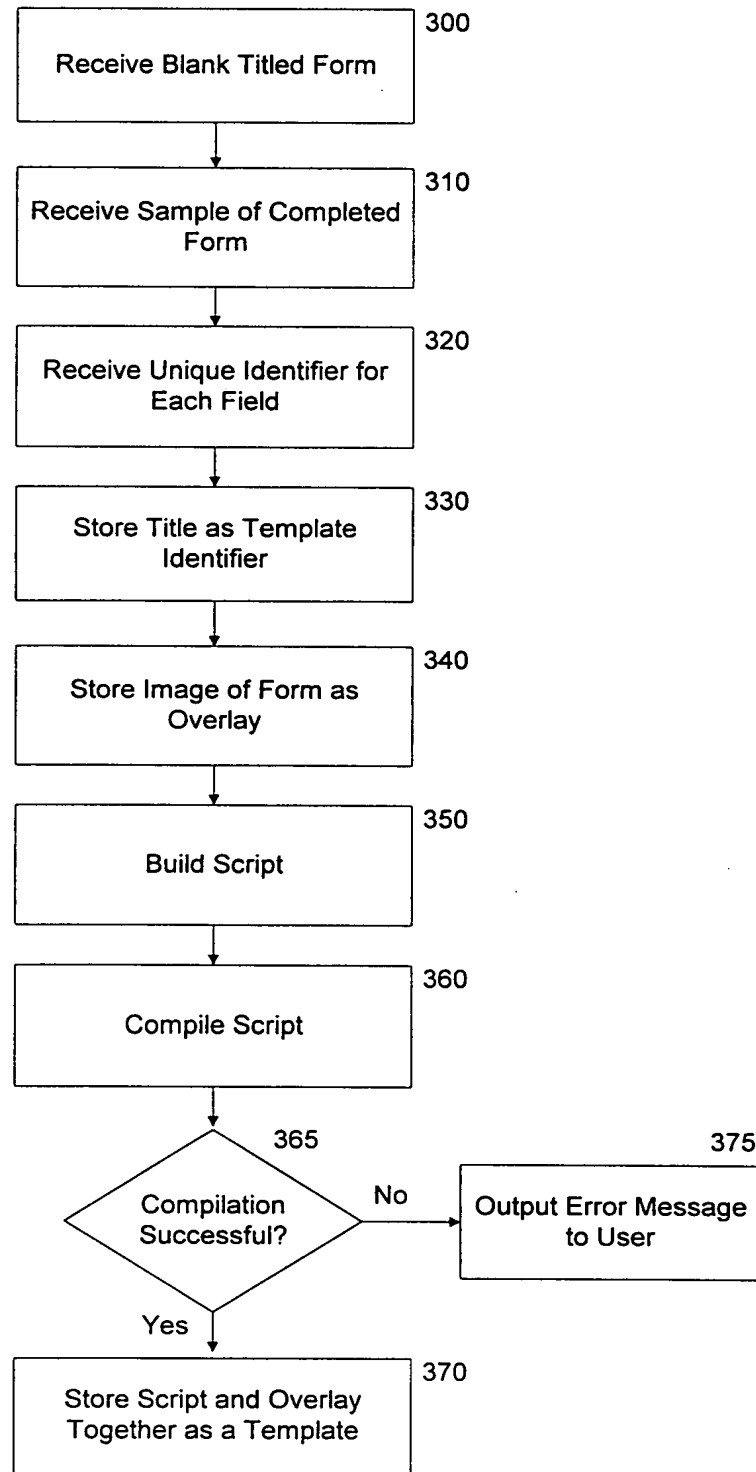 300
Receive Blank Titled Form
310
Receive Sample of Completed
Form
320
Receive Unique Identifier for
Each Field
330
Store Title as Template
Identifier
340
Store Image of Form as
Overlay
350
Build Script
360
Compile Script
365
Compilation
Successful?
No
375
Output Error Message
to User
Yes
370
Store Script and Overlay
Together as a Template